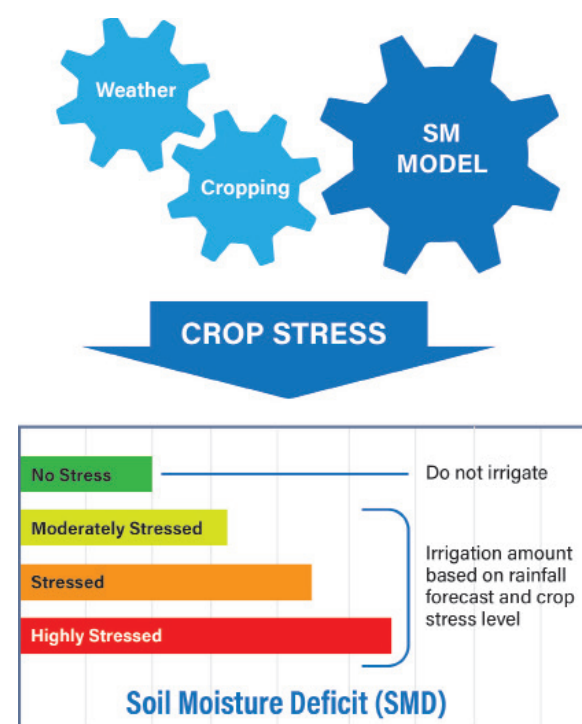 Weather
Cropping
SM
MODEL
CROP STRESS
No Stress
Do not irrigate
Moderately Stressed
Stressed
Highly Stressed
Irrigation amount
based on rainfall
forecast and crop
stress level
Soil Moisture Deficit (SMD)